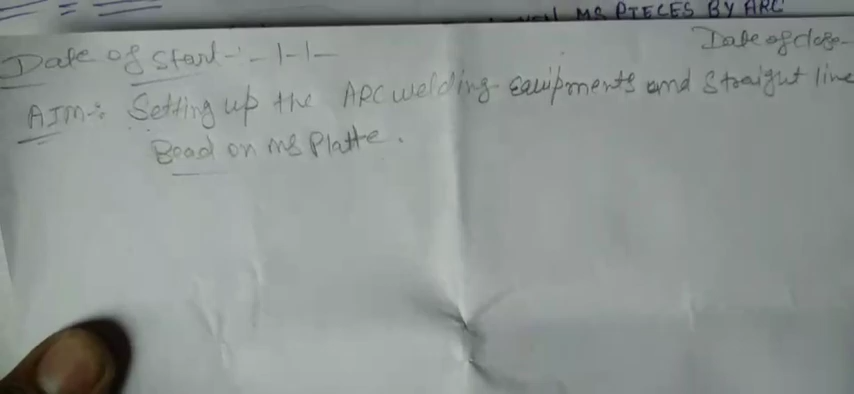 MS PIECES BY ARC
Date of Start :- -1-1-
Date of close-
AIM :- Setting up the ARC welding equipments and Straight line
Bead on ms Platte.